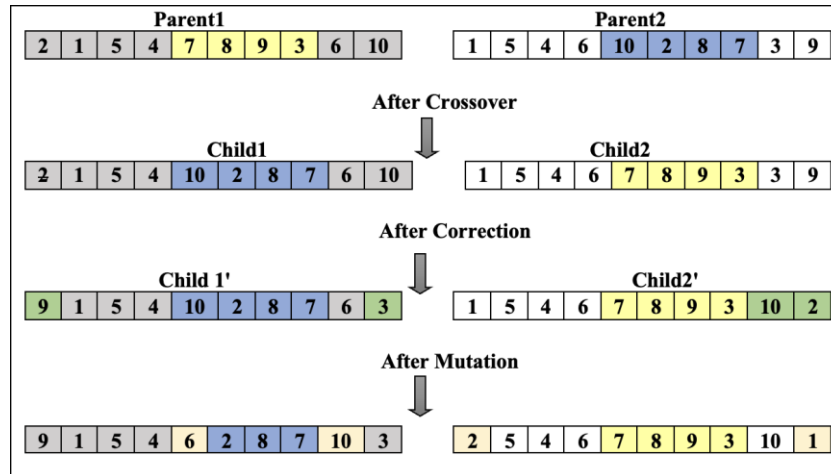 Parent1 Parent2
2 1 5 4 7 8 9 3 6 10 1 5 4 6 10 2 8 7 3 9
After Crossover
Child1 Child2
2 1 5 4 10 2 8 7 6 10 1 5 4 6 7 8 9 3 3 9
After Correction
Child 1' Child2'
9 1 5 4 10 2 8 7 6 3 1 5 4 6 7 8 9 3 10 2
After Mutation
9 1 5 4 6 2 8 7 10 3 2 5 4 6 7 8 9 3 10 1